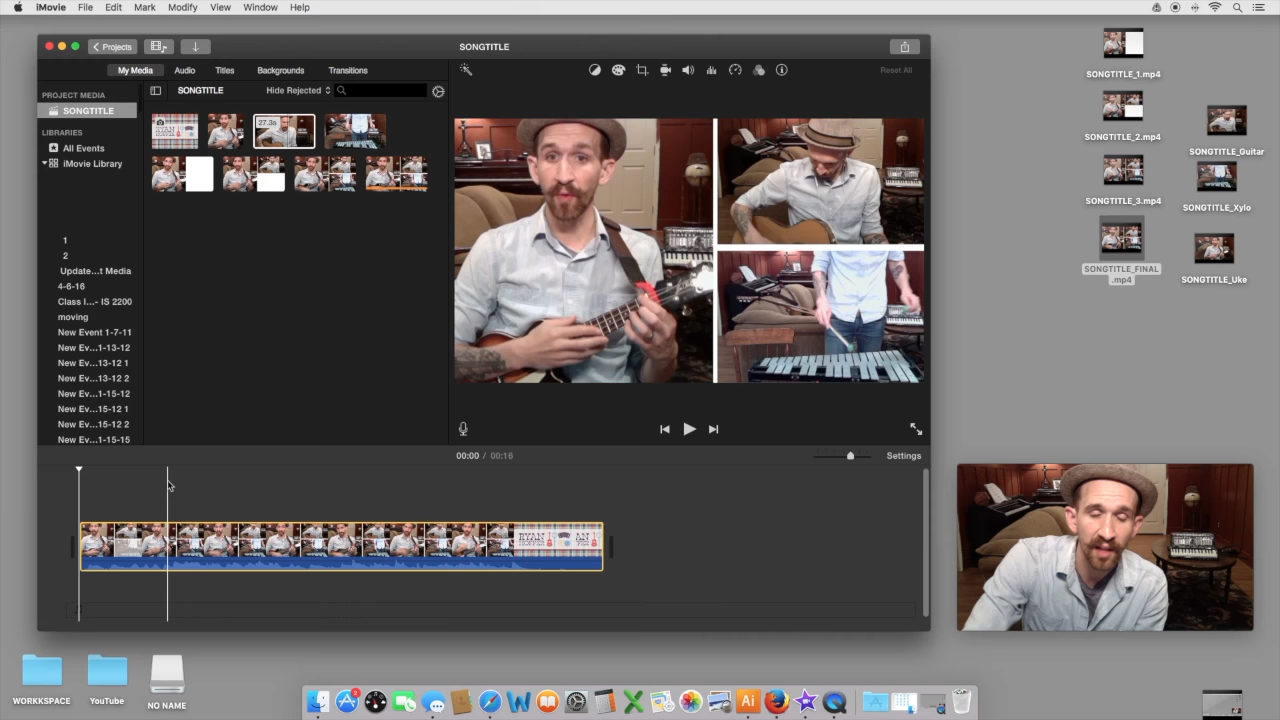 iMovie File Edit Mark Modify View Window Help
Projects
SONGTITLE
My Media Audio Titles Backgrounds Transitions
Reset All
PROJECT MEDIA
SONGTITLE
LIBRARIES
All Events
iMovie Library
1
2
Update...t Media
4-6-16
Class I...- IS 2200
moving
New Event 1-7-11
New Ev...1-13-12
New Ev...13-12 1
New Ev...13-12 2
New Ev...1-15-12
New Ev...15-12 1
New Ev...15-12 2
New Ev...1-15-15
SONGTITLE
Hide Rejected
27.3s
00:00 / 00:16
Settings
RYAN
AN
SONGTITLE_1.mp4
SONGTITLE_2.mp4
SONGTITLE_Guitar
SONGTITLE_3.mp4
SONGTITLE_Xylo
SONGTITLE_FINAL
.mp4
SONGTITLE_Uke
WORKKSPACE
YouTube
NO NAME
W
Ai